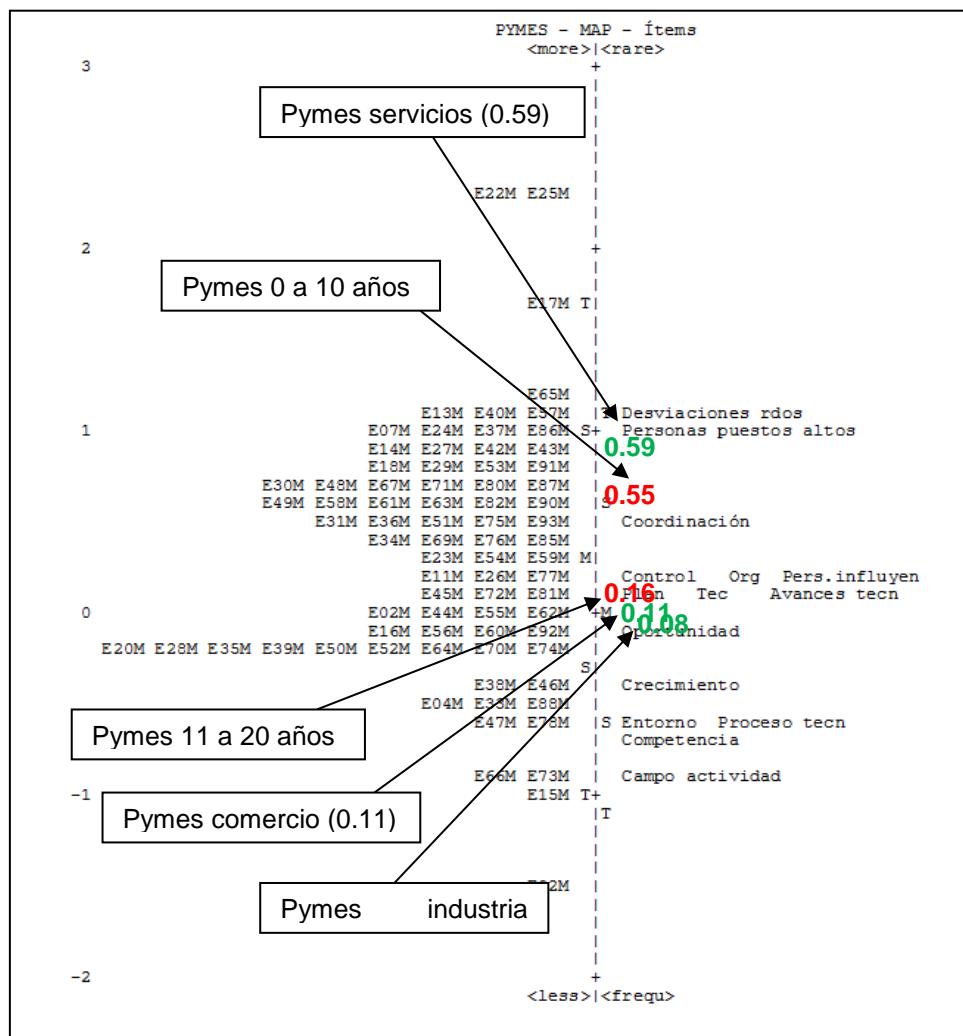 PYMES - MAP - Ítems
<more>|<rare>
3 +
Pymes servicios (0.59)
E22M E25M
2 +
Pymes 0 a 10 años
E17M T|
E65M
E13M E40M E57M |T Desviaciones rdos
1 E07M E24M E37M E86M S+ Personas puestos altos
E14M E27M E42M E43M 0.59
E18M E29M E53M E91M
E30M E48M E67M E71M E80M E87M 0.55
E49M E58M E61M E63M E82M E90M |S
E31M E36M E51M E75M E93M Coordinación
E34M E69M E76M E85M
E23M E54M E59M M|
E11M E26M E77M | Control Org Pers.influyen
E45M E72M E81M | 0.16 Plan Tec Avances tecn
0 E02M E44M E55M E62M +M 0.11
E16M E56M E60M E92M | 0.08 Oportunidad
E20M E28M E35M E39M E50M E52M E64M E70M E74M |
S|
E38M E46M | Crecimiento
E04M E88M |
E47M E78M |S Entorno Proceso tecn
Pymes 11 a 20 años
Competencia
E66M E73M | Campo actividad
-1 E15M T+
|T
Pymes comercio (0.11)
Pymes industria
-2 +
<less>|<frequ>